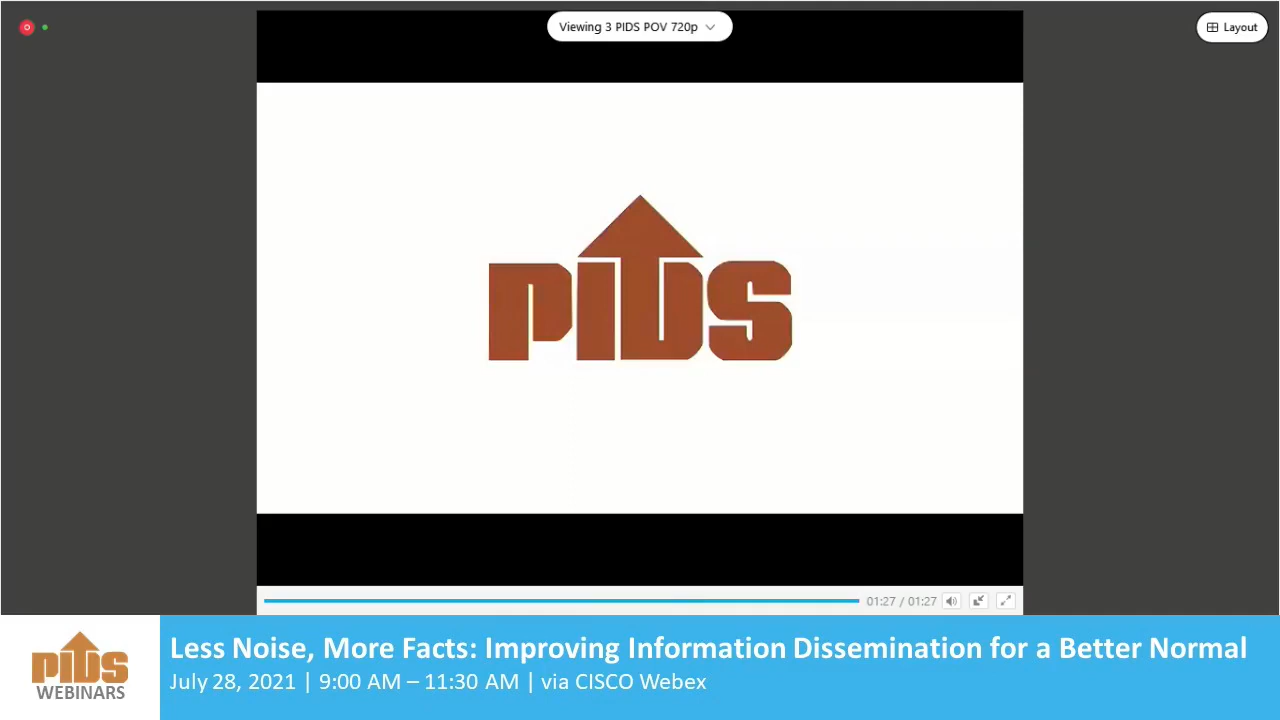 Viewing 3 PIDS POV 720p
Layout
PIDS
01:27 / 01:27
PIDS
WEBINARS
Less Noise, More Facts: Improving Information Dissemination for a Better Normal
July 28, 2021 | 9:00 AM – 11:30 AM | via CISCO Webex